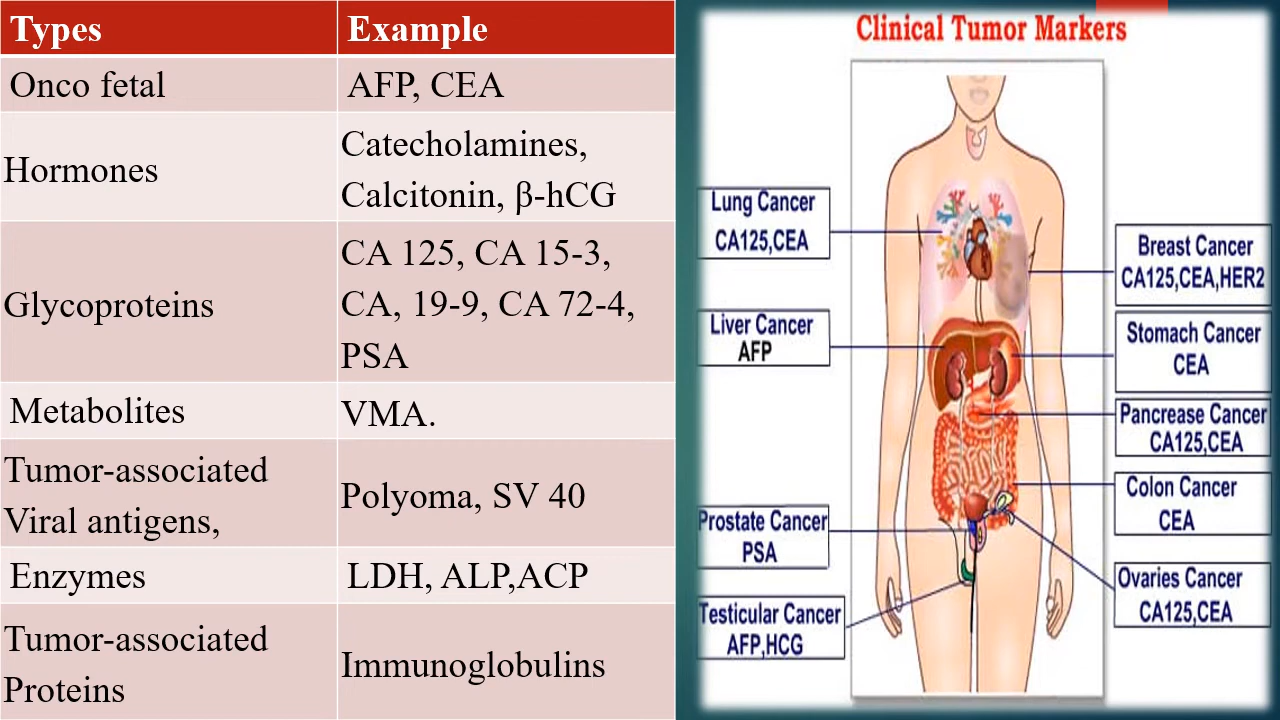 Types Example
Onco fetal AFP, CEA
Hormones Catecholamines,
Calcitonin, β-hCG
Glycoproteins CA 125, CA 15-3,
CA, 19-9, CA 72-4,
PSA
Metabolites VMA.
Tumor-associated
Viral antigens, Polyoma, SV 40
Enzymes LDH, ALP,ACP
Tumor-associated
Proteins Immunoglobulins
Clinical Tumor Markers
Lung Cancer
CA125,CEA
Liver Cancer
AFP
Prostate Cancer
PSA
Testicular Cancer
AFP,HCG
Breast Cancer
CA125,CEA,HER2
Stomach Cancer
CEA
Pancrease Cancer
CA125,CEA
Colon Cancer
CEA
Ovaries Cancer
CA125,CEA